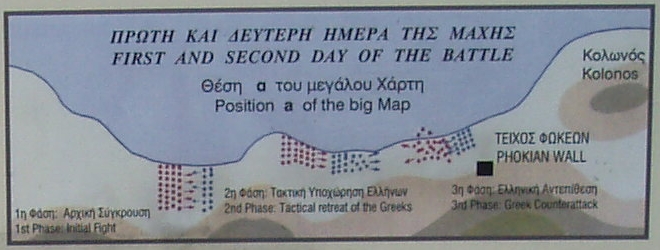 ΠΡΩΤΗ ΚΑΙ ΔΕΥΤΕΡΗ ΗΜΕΡΑ ΤΗΣ ΜΑΧΗΣ
FIRST AND SECOND DAY OF THE BATTLE
Θέση α του μεγάλου Χάρτη
Position a of the big Map
Κολωνός
Kolonos
ΤΕΙΧΟΣ ΦΩΚΕΩΝ
PHOKIAN WALL
1η Φάση: Αρχική Σύγκρουση
1st Phase: Initial Fight
2η Φάση: Τακτική Υποχώρηση Ελλήνων
2nd Phase: Tactical retreat of the Greeks
3η Φάση: Ελληνική Αντεπίθεση
3rd Phase: Greek Counterattack